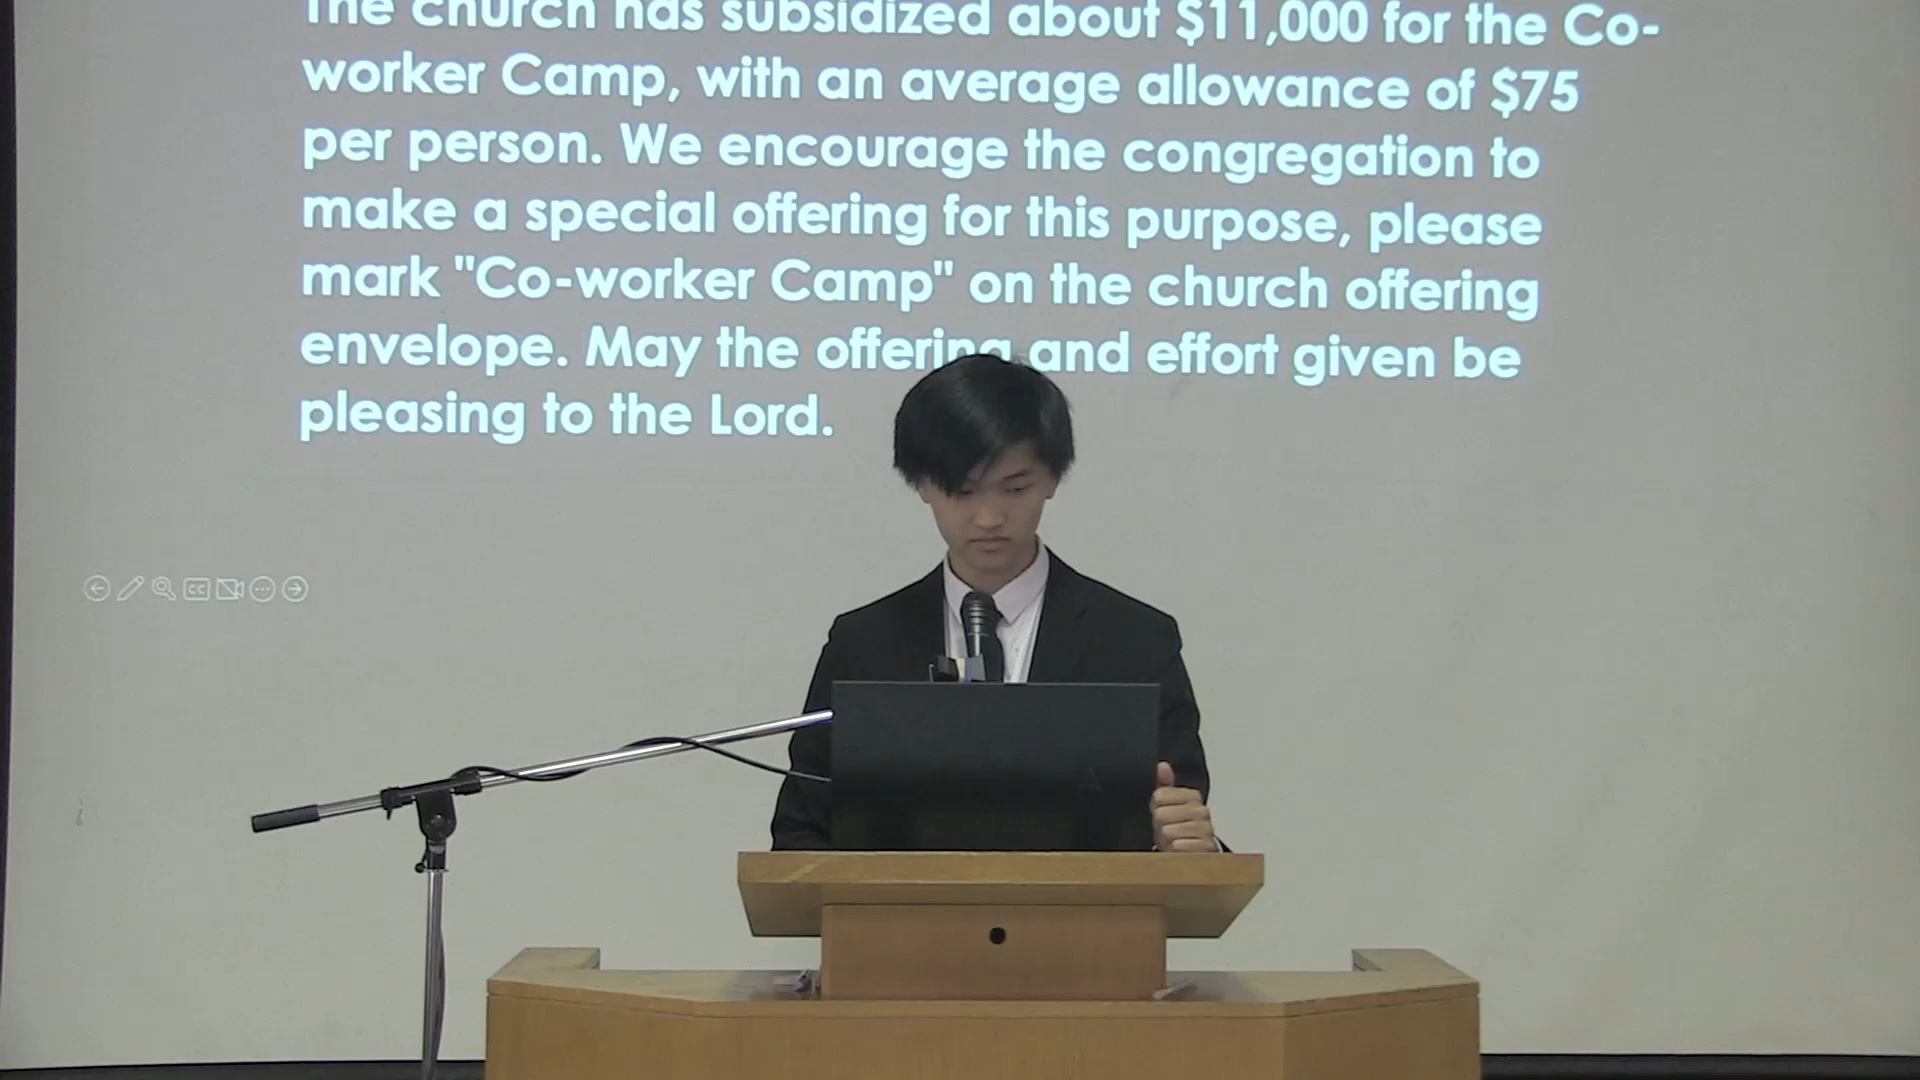 The church has subsidized about $11,000 for the Co-
worker Camp, with an average allowance of $75
per person. We encourage the congregation to
make a special offering for this purpose, please
mark "Co-worker Camp" on the church offering
envelope. May the offering and effort given be
pleasing to the Lord.
CC